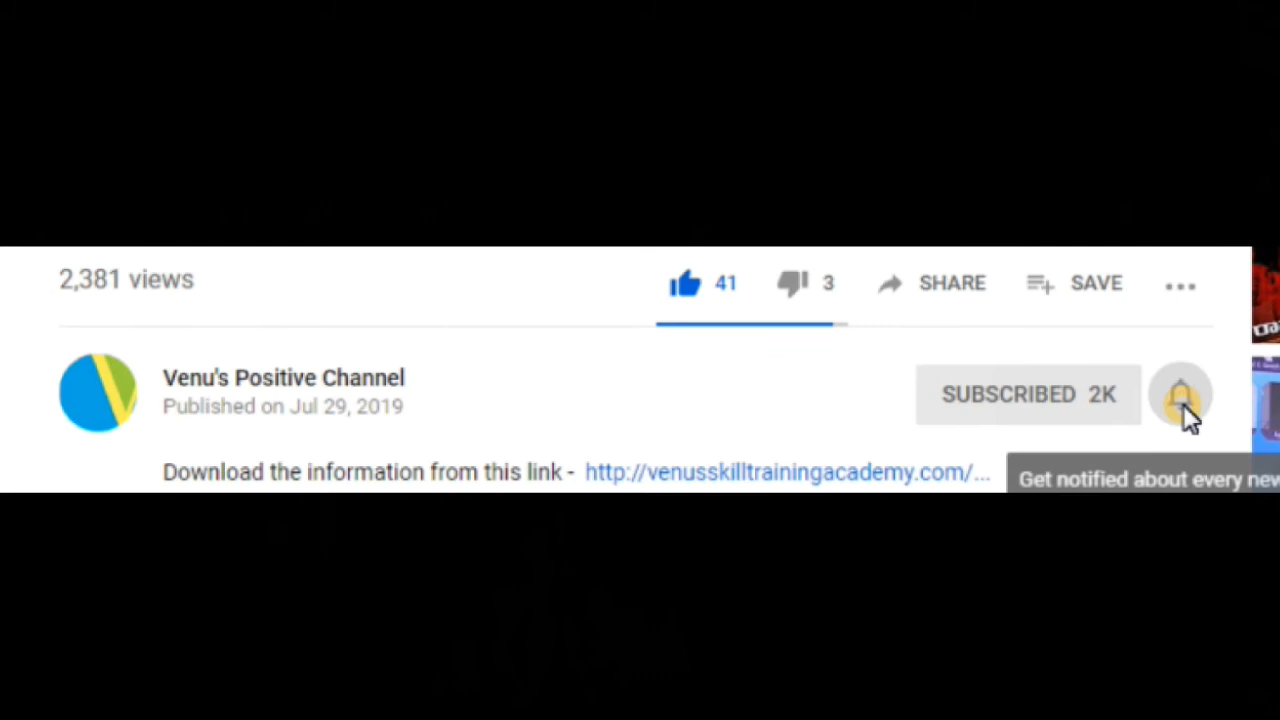 2,381 views
41 3 SHARE SAVE
Venu's Positive Channel
Published on Jul 29, 2019
SUBSCRIBED 2K
Download the information from this link - http://venusskilltrainingacademy.com/...
Get notified about every new